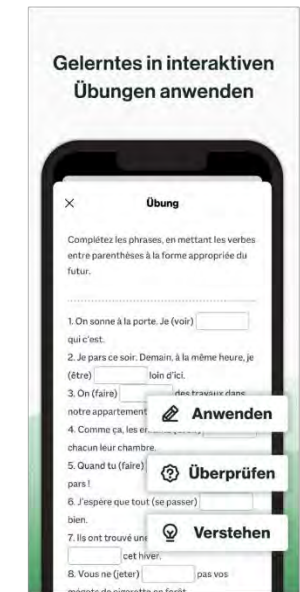 Gelerntes in interaktiven
Übungen anwenden
Übung
Complétez les phrases, en mettant les verbes
entre parenthèses à la forme appropriée du
futur.
1. On sonne à la porte. Je (voir)
qui c'est.
2. Je pars ce soir. Demain, à la même heure, je
(être) loin d'ici.
3. On (faire) des travaux dans
notre appartement
Anwenden
4. Comme ça, les
chacun leur chambre.
5. Quand tu (faire)
Überprüfen
pars !
6. J'espère que tout (se passer)
bien.
Verstehen
7. Ils ont trouvé
cet hiver.
8. Vous ne (jeter) pas vos
mégots de cigarette en forêt